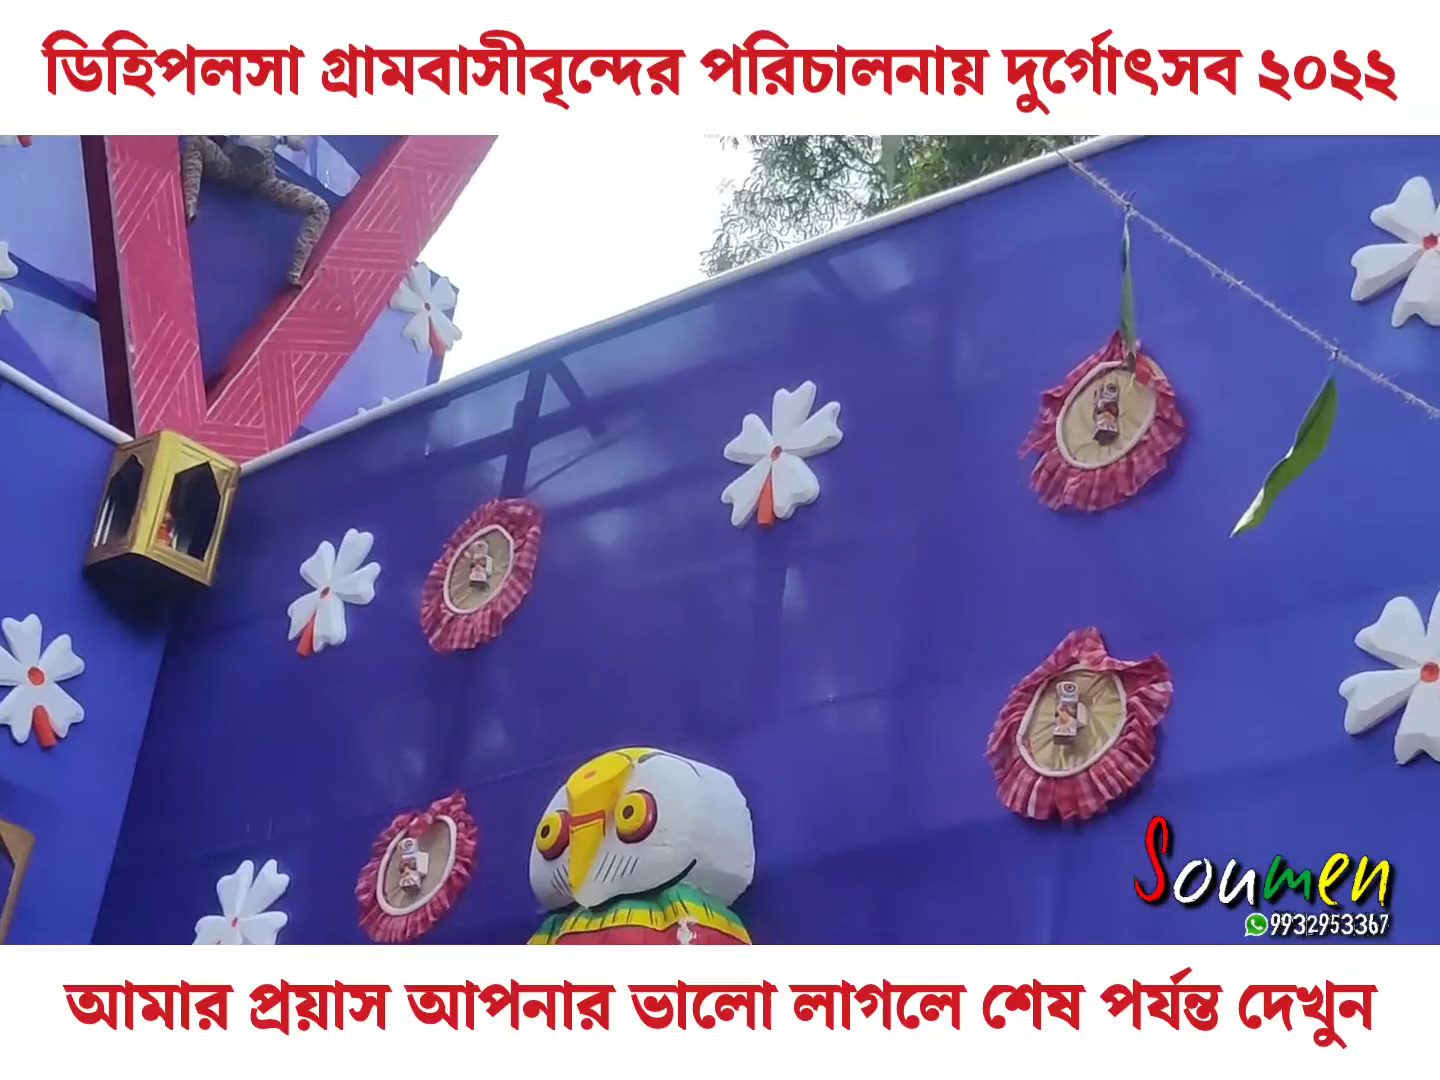 ডিহিপলসা গ্রামবাসীবৃন্দের পরিচালনায় দুর্গোৎসব ২০২২
Soumen
9932953367
আমার প্রয়াস আপনার ভালো লাগলে শেষ পর্যন্ত দেখুন